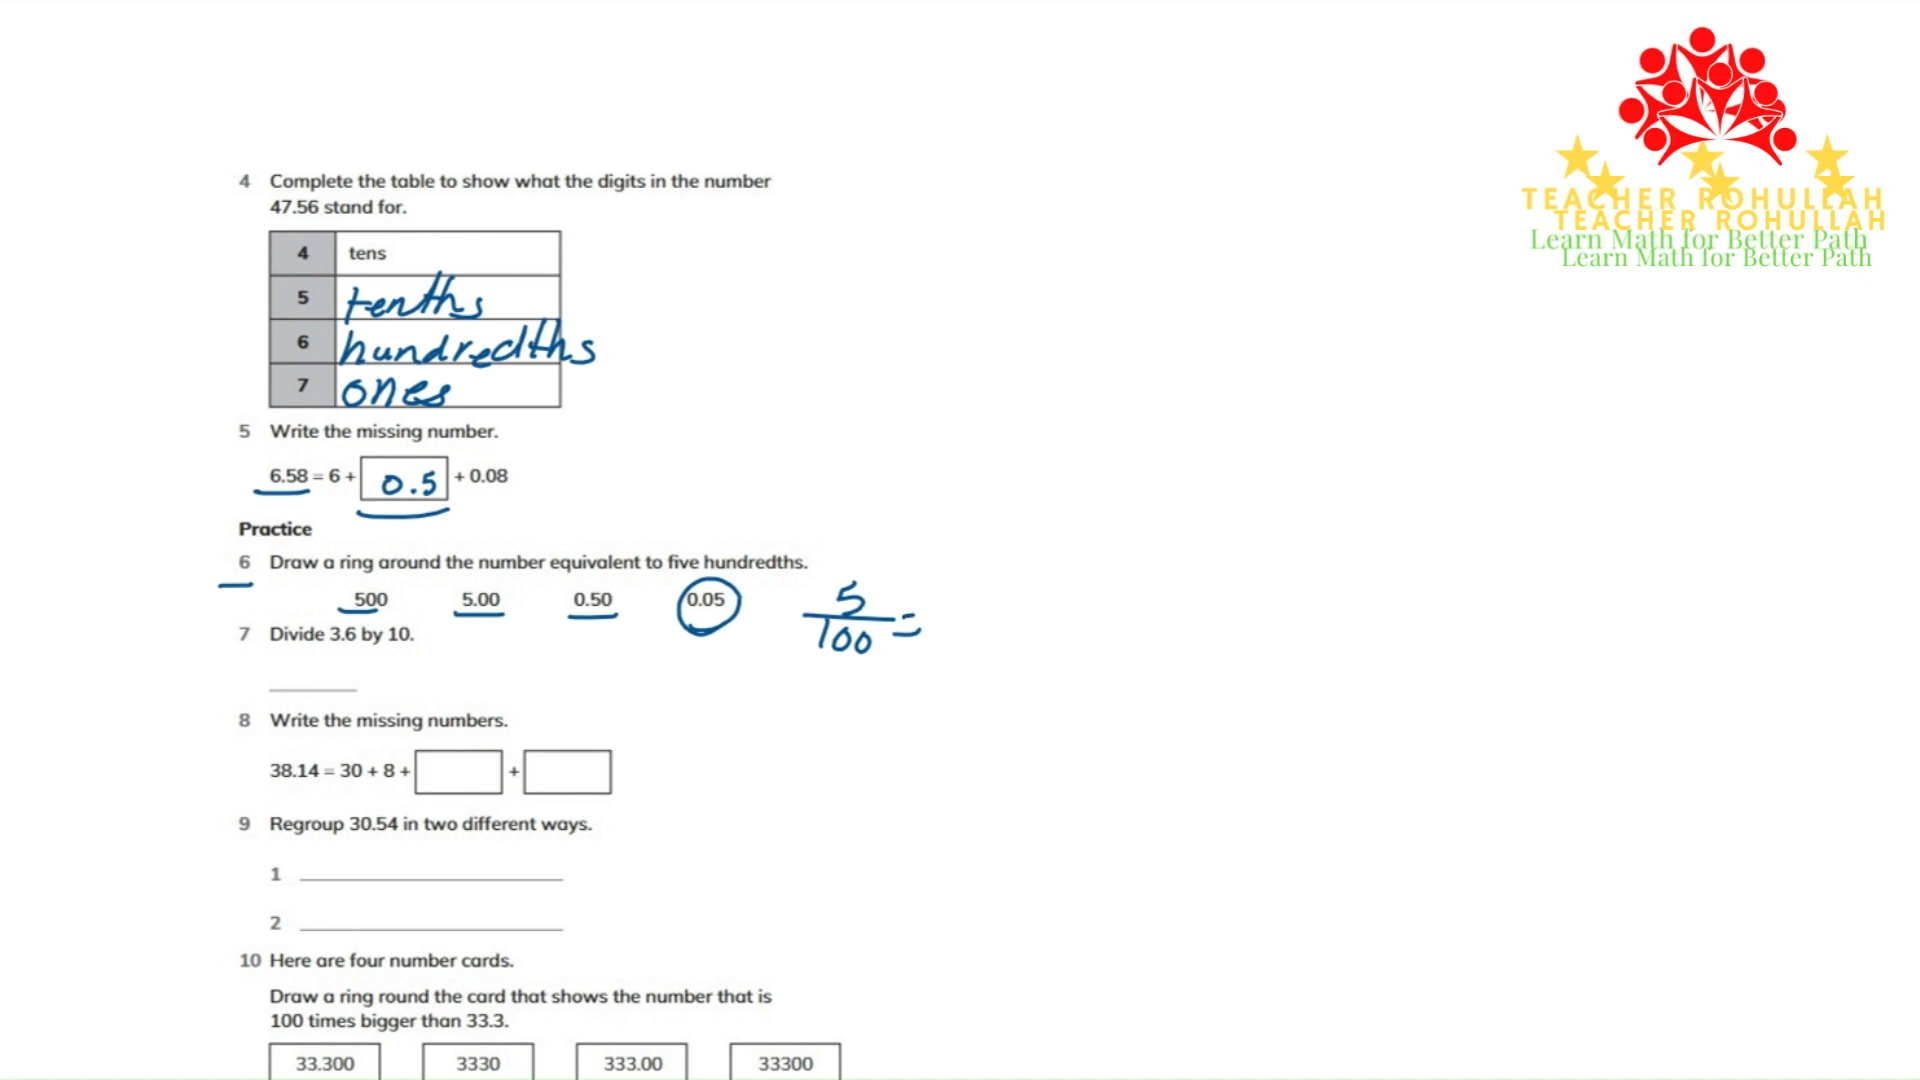 TEACHER ROHULLAH
TEACHER ROHULLAH
Learn Math for Better Path
Learn Math for Better Path
4 Complete the table to show what the digits in the number
47.56 stand for.
4 tens
5 tenths
6 hundredths
7 ones
5 Write the missing number.
6.58 = 6 + 0.5 + 0.08
Practice
6 Draw a ring around the number equivalent to five hundredths.
500 5.00 0.50 0.05 5/100 =
7 Divide 3.6 by 10.
8 Write the missing numbers.
38.14 = 30 + 8 + +
9 Regroup 30.54 in two different ways.
1
2
10 Here are four number cards.
Draw a ring round the card that shows the number that is
100 times bigger than 33.3.
33.300 3330 333.00 33300